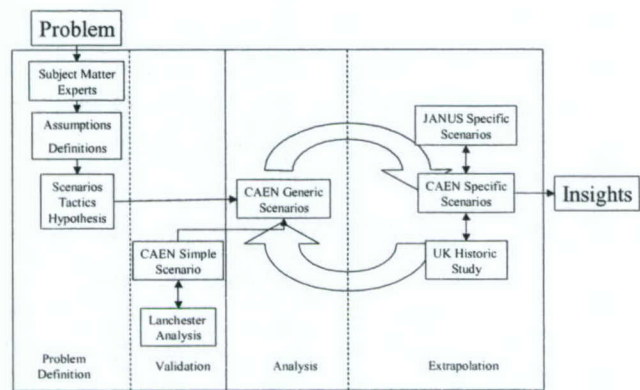 Problem
Subject Matter
Experts
Assumptions
Definitions
Scenarios
Tactics
Hypothesis
CAEN Simple
Scenario
Lanchester
Analysis
CAEN Generic
Scenarios
JANUS Specific
Scenarios
CAEN Specific
Scenarios
UK Historic
Study
Insights
Problem
Definition
Validation
Analysis
Extrapolation